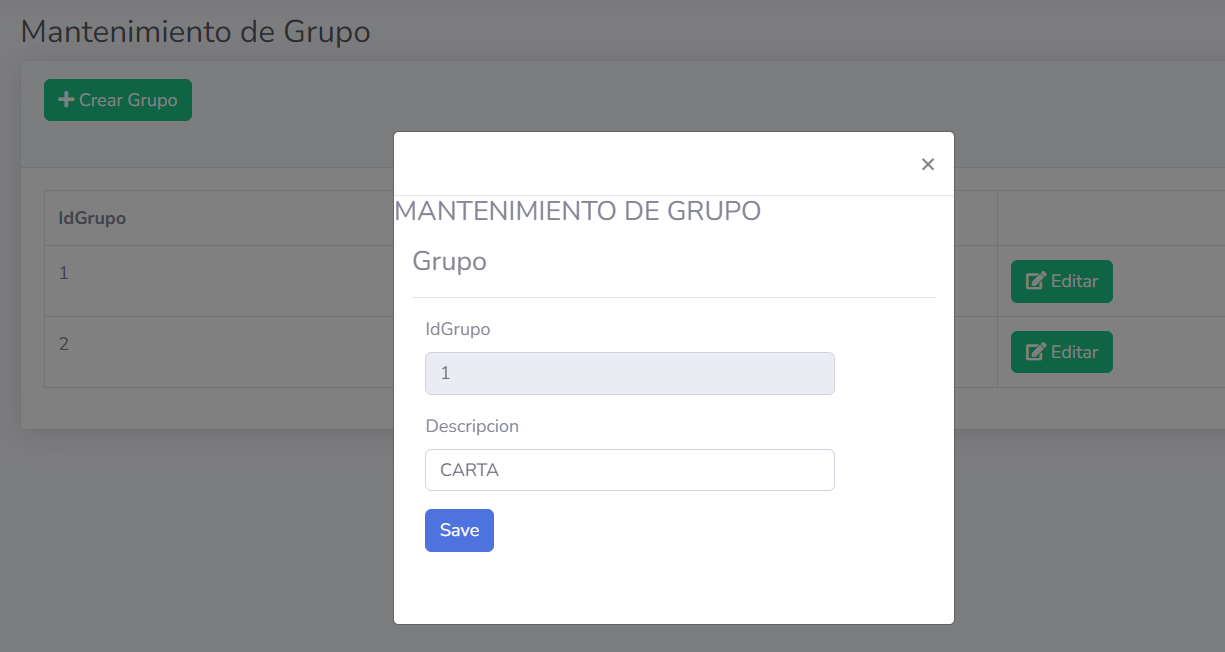 Mantenimiento de Grupo
Crear Grupo
×
IdGrupo
1
Editar
2
Editar
MANTENIMIENTO DE GRUPO
Grupo
IdGrupo
1
Descripcion
CARTA
Save